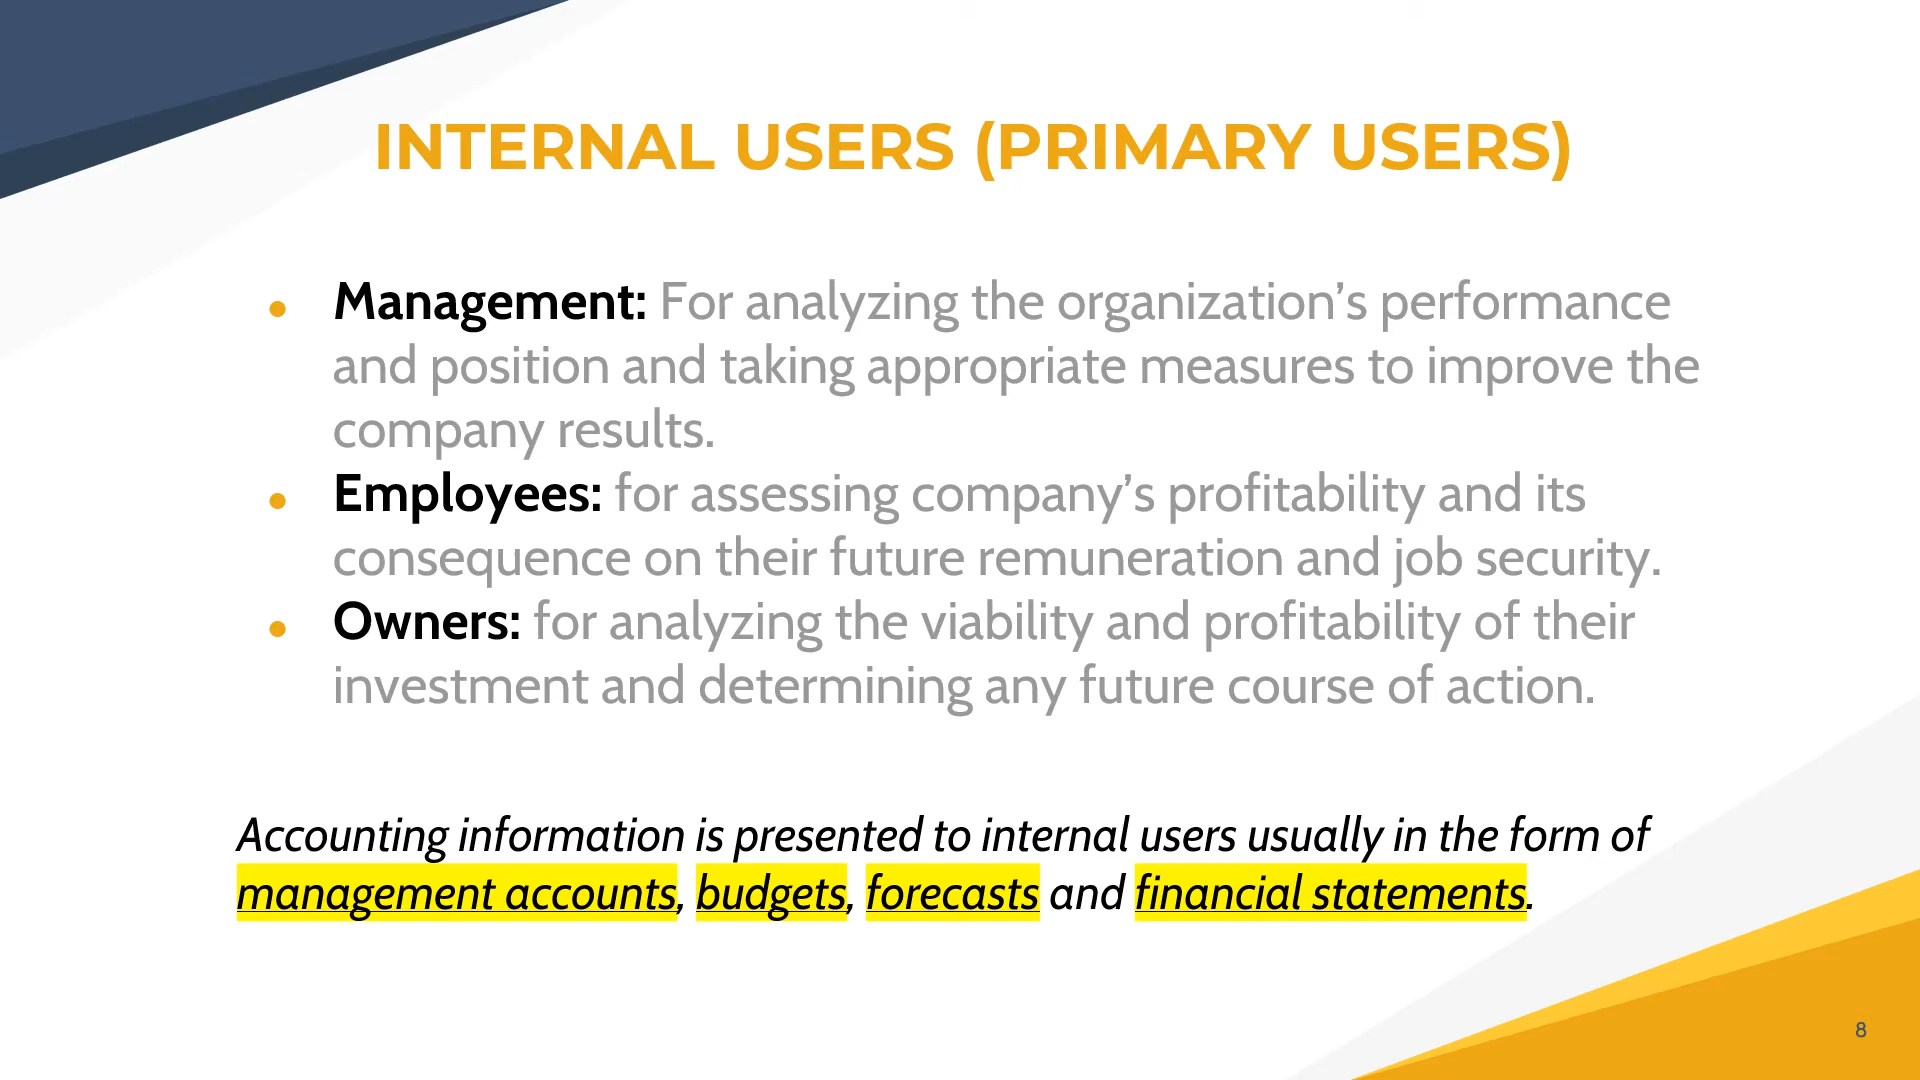 INTERNAL USERS (PRIMARY USERS)
● Management: For analyzing the organization’s performance
and position and taking appropriate measures to improve the
company results.
● Employees: for assessing company’s profitability and its
consequence on their future remuneration and job security.
● Owners: for analyzing the viability and profitability of their
investment and determining any future course of action.
Accounting information is presented to internal users usually in the form of
management accounts, budgets, forecasts and financial statements.
8